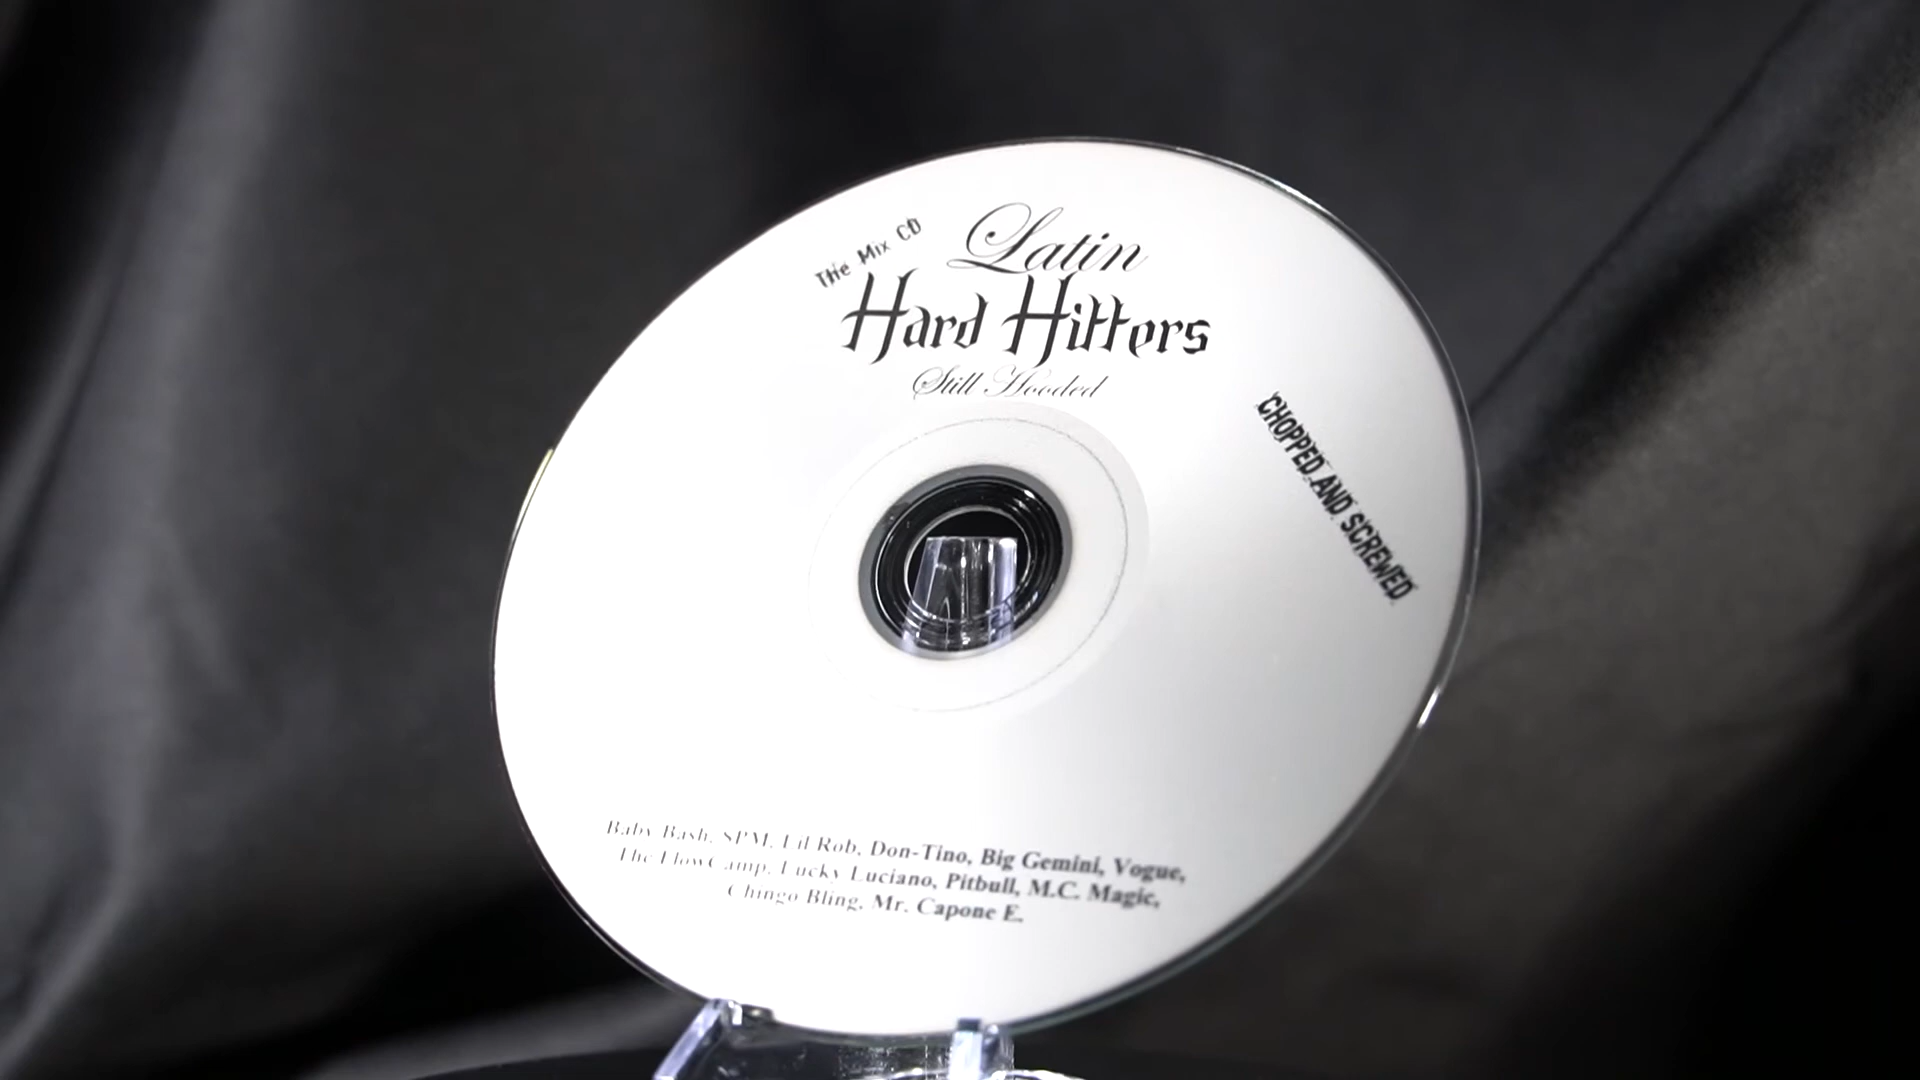 The Mix CD
Latin
Hard Hitters
Still Hooded
CHOPPED AND SCREWED
Baby Bash, SPM, Lil Rob, Don-Tino, Big Gemini, Vogue,
The FlowCamp, Lucky Luciano, Pitbull, M.C. Magic,
Chingo Bling, Mr. Capone E.